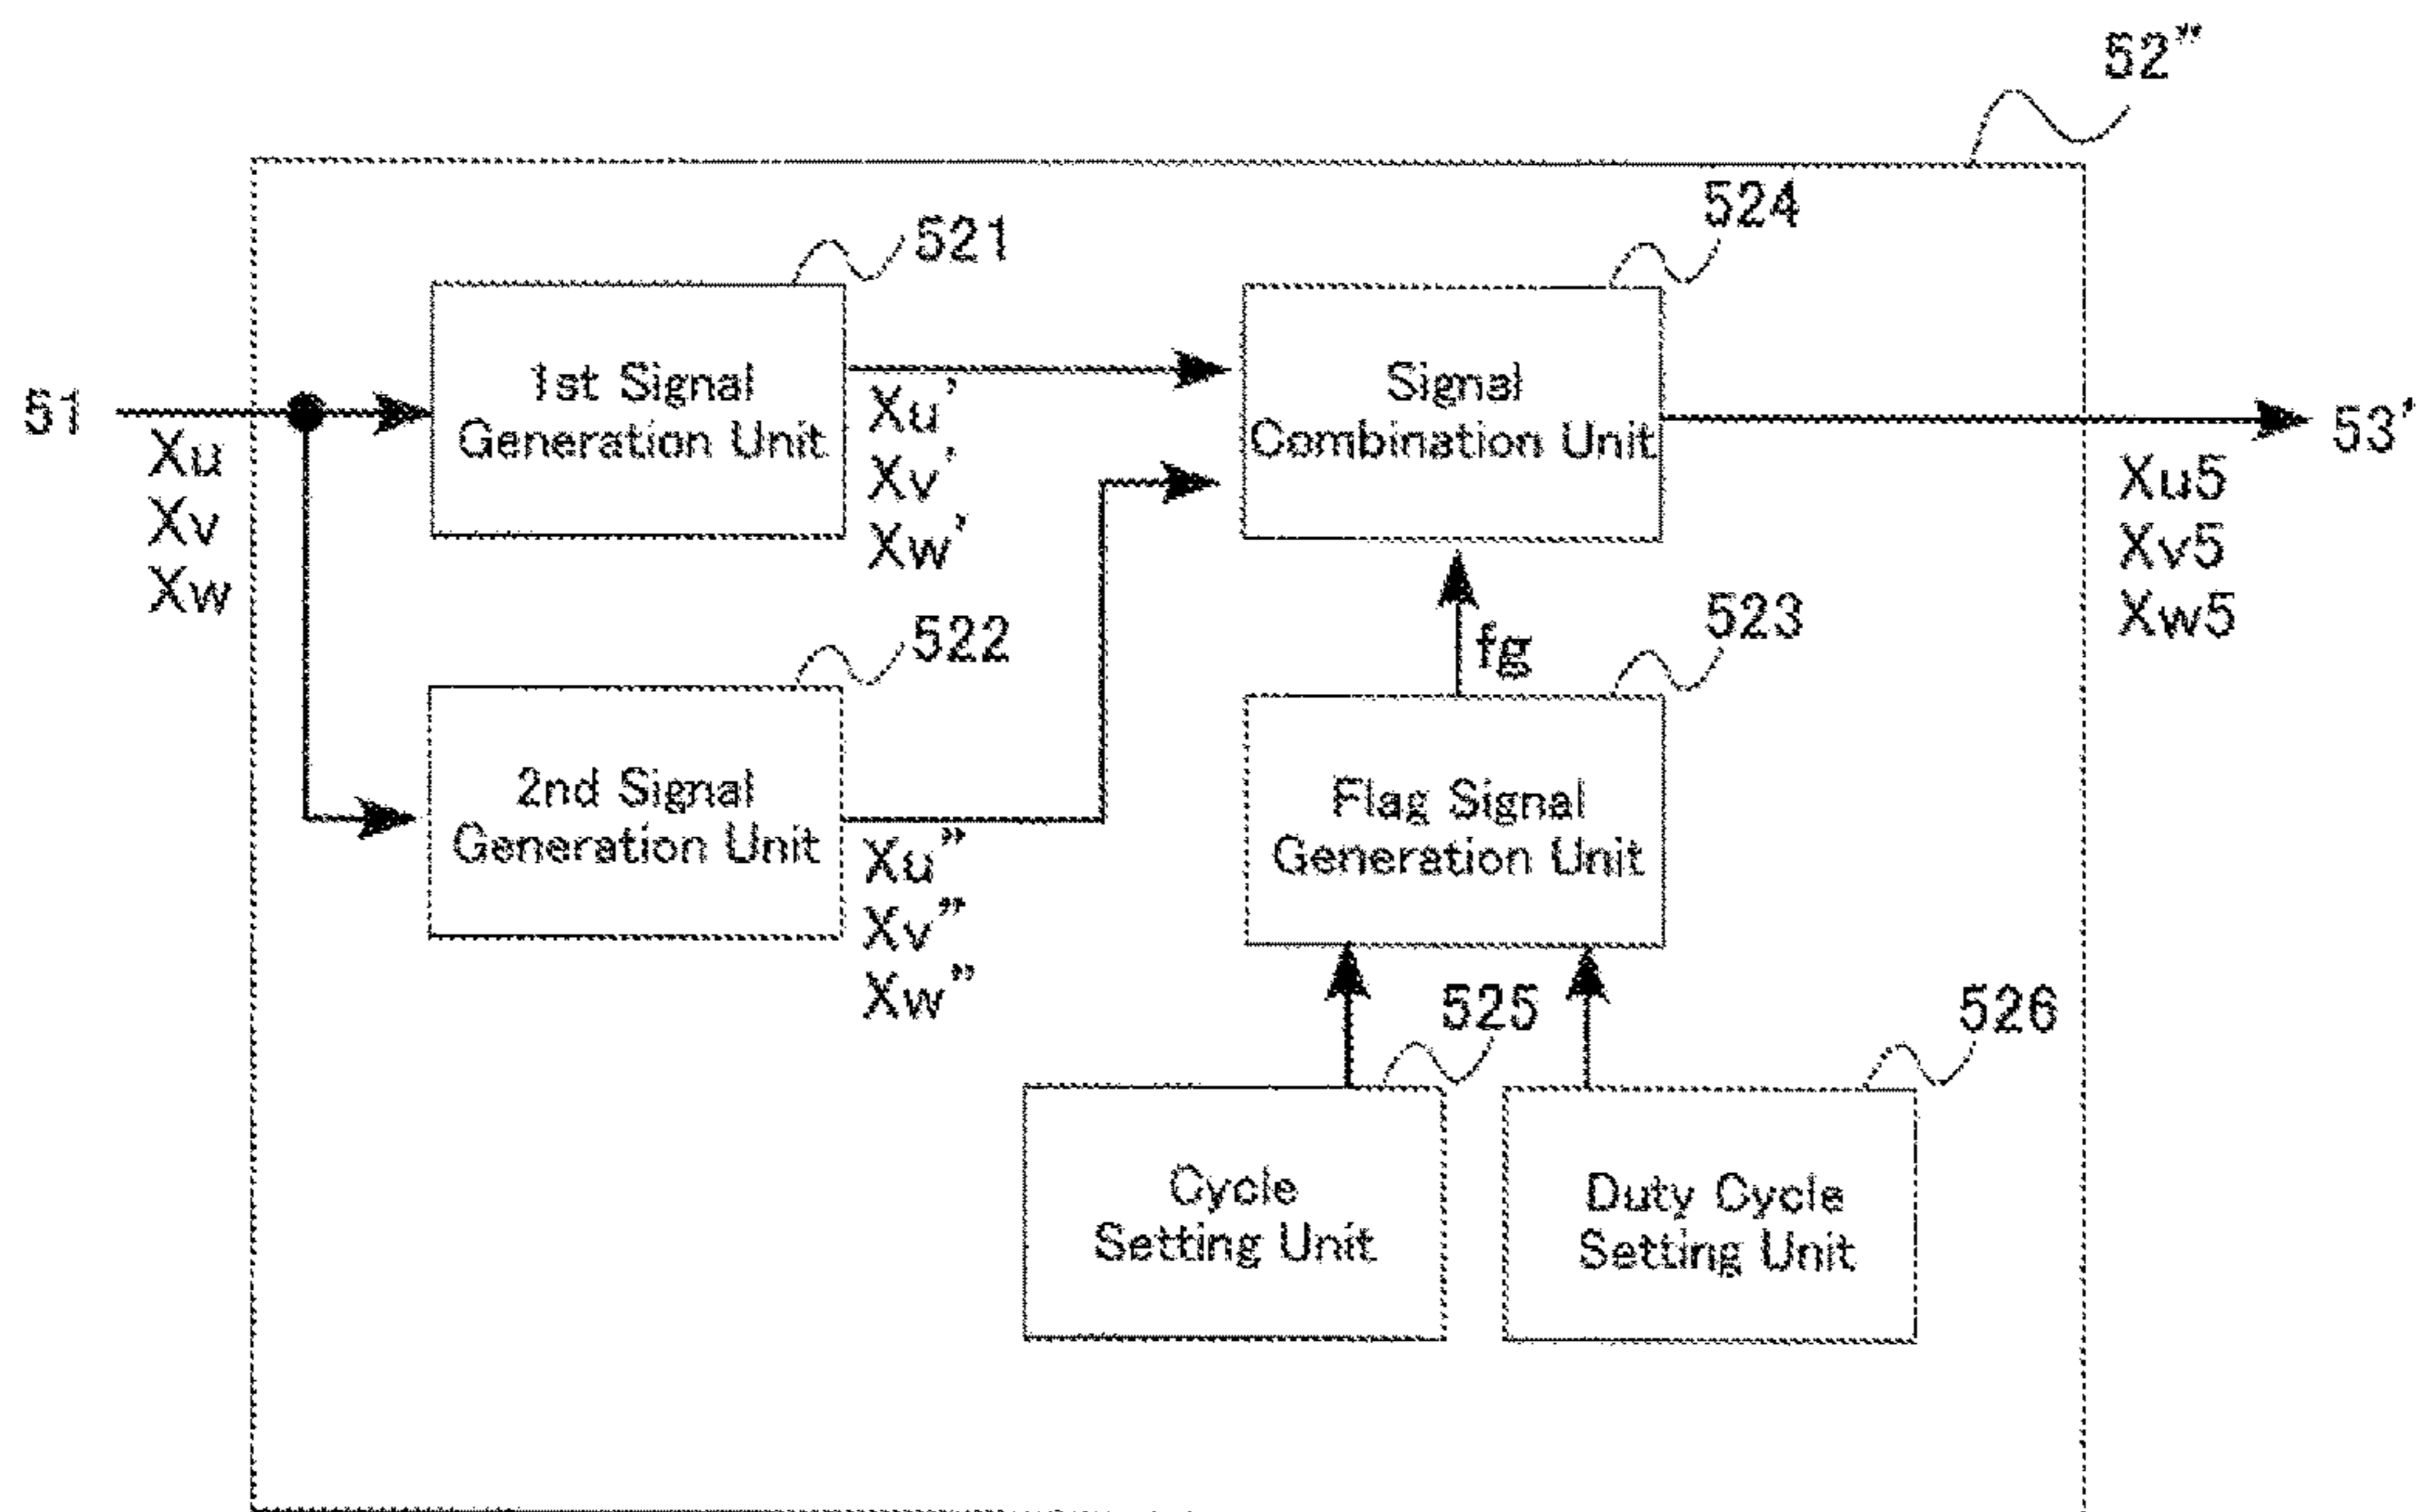 52”
524
521
1st Signal
Generation Unit
Signal
Combination Unit
51
Xu
Xv
Xw
Xu’
Xv’
Xw’
53’
Xu5
Xv5
Xw5
522
fg
523
2nd Signal
Generation Unit
Flag Signal
Generation Unit
Xu”
Xv”
Xw”
525
526
Cycle
Setting Unit
Duty Cycle
Setting Unit